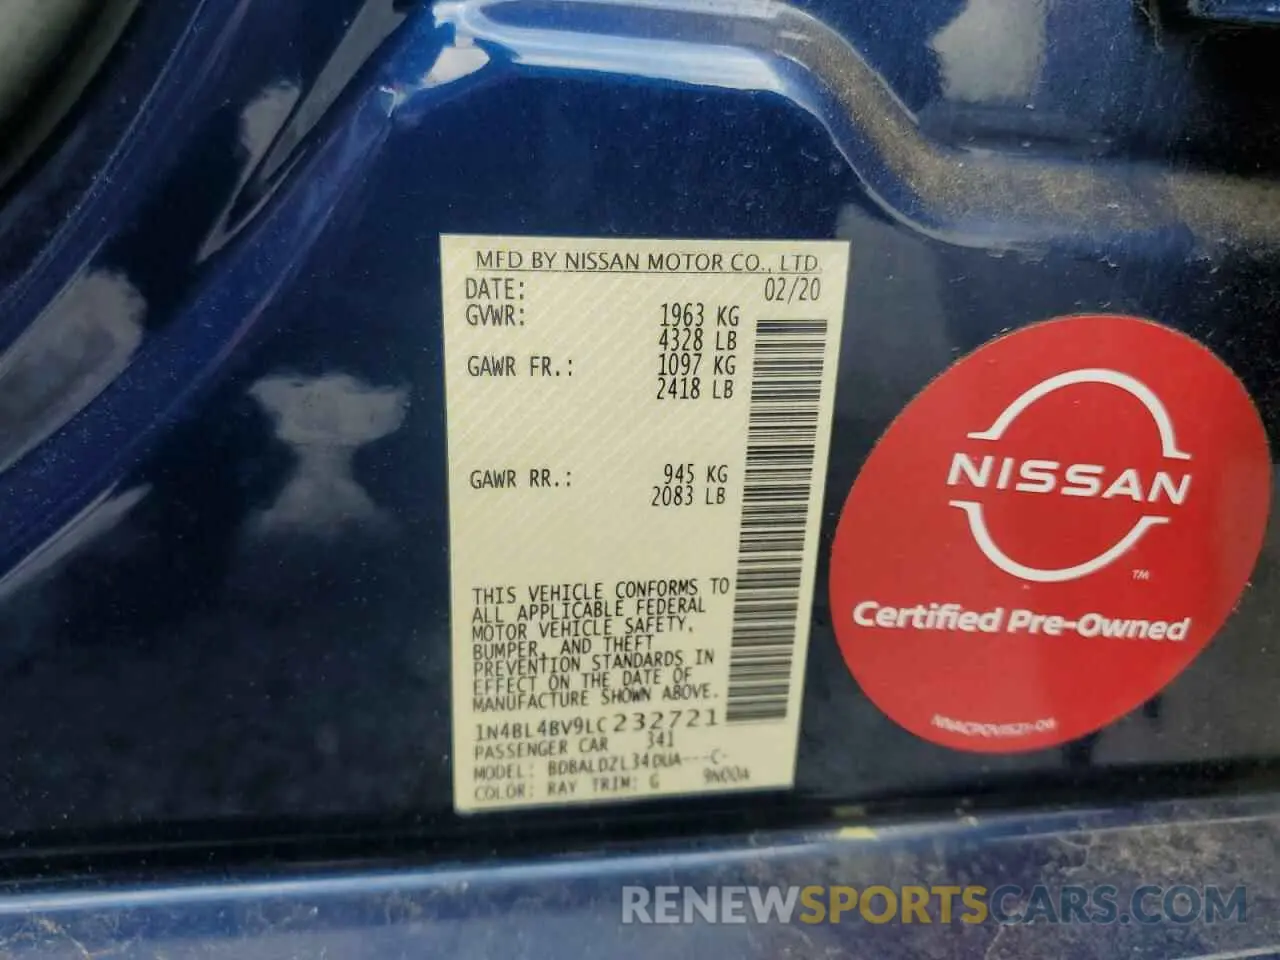 MFD BY NISSAN MOTOR CO., LTD.
DATE: 02/20
GVWR: 1963 KG
4328 LB
GAWR FR.: 1097 KG
2418 LB
GAWR RR.: 945 KG
2083 LB
THIS VEHICLE CONFORMS TO
ALL APPLICABLE FEDERAL
MOTOR VEHICLE SAFETY,
BUMPER, AND THEFT
PREVENTION STANDARDS IN
EFFECT ON THE DATE OF
MANUFACTURE SHOWN ABOVE.
1N4BL4BV9LC232721
PASSENGER CAR 341
MODEL: BDBALDZL34DUA---C-
COLOR: RAY TRIM: G 9N00A
NISSAN
TM
Certified Pre-Owned
RENEWSPORTSCARS.COM